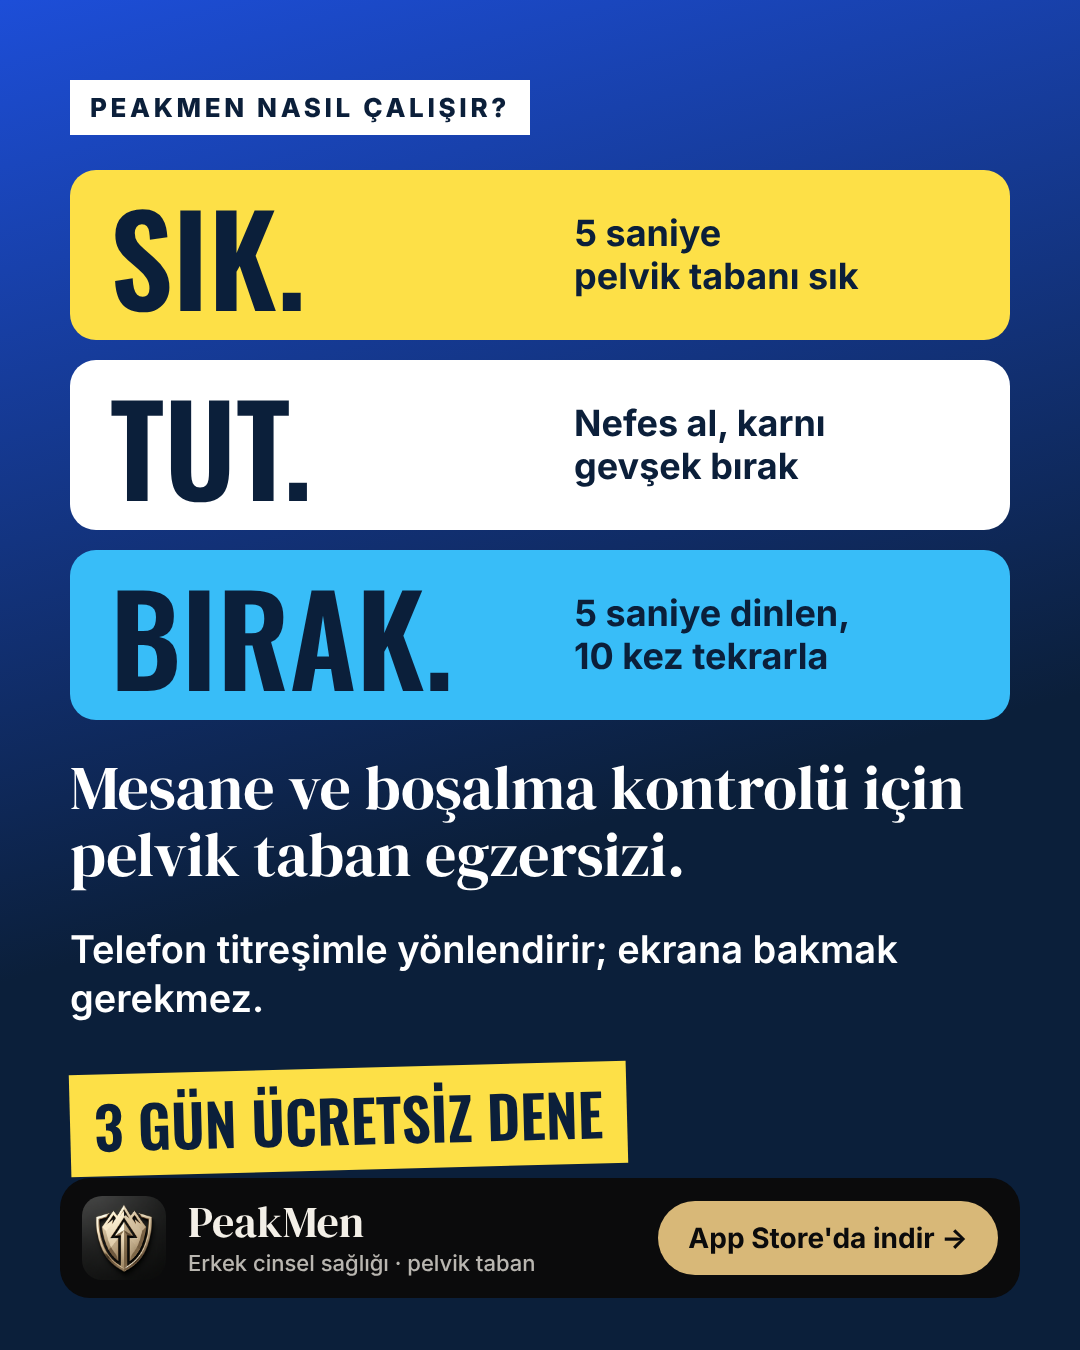 PEAKMEN NASIL ÇALIŞIR?
SIK.
5 saniye
pelvik tabanı sık
TUT.
Nefes al, karnı
gevşek bırak
BIRAK.
5 saniye dinlen,
10 kez tekrarla
Mesane ve boşalma kontrolü için
pelvik taban egzersizi.
Telefon titreşimle yönlendirir; ekrana bakmak
gerekmez.
3 GÜN ÜCRETSİZ DENE
PeakMen
Erkek cinsel sağlığı · pelvik taban
App Store'da indir →